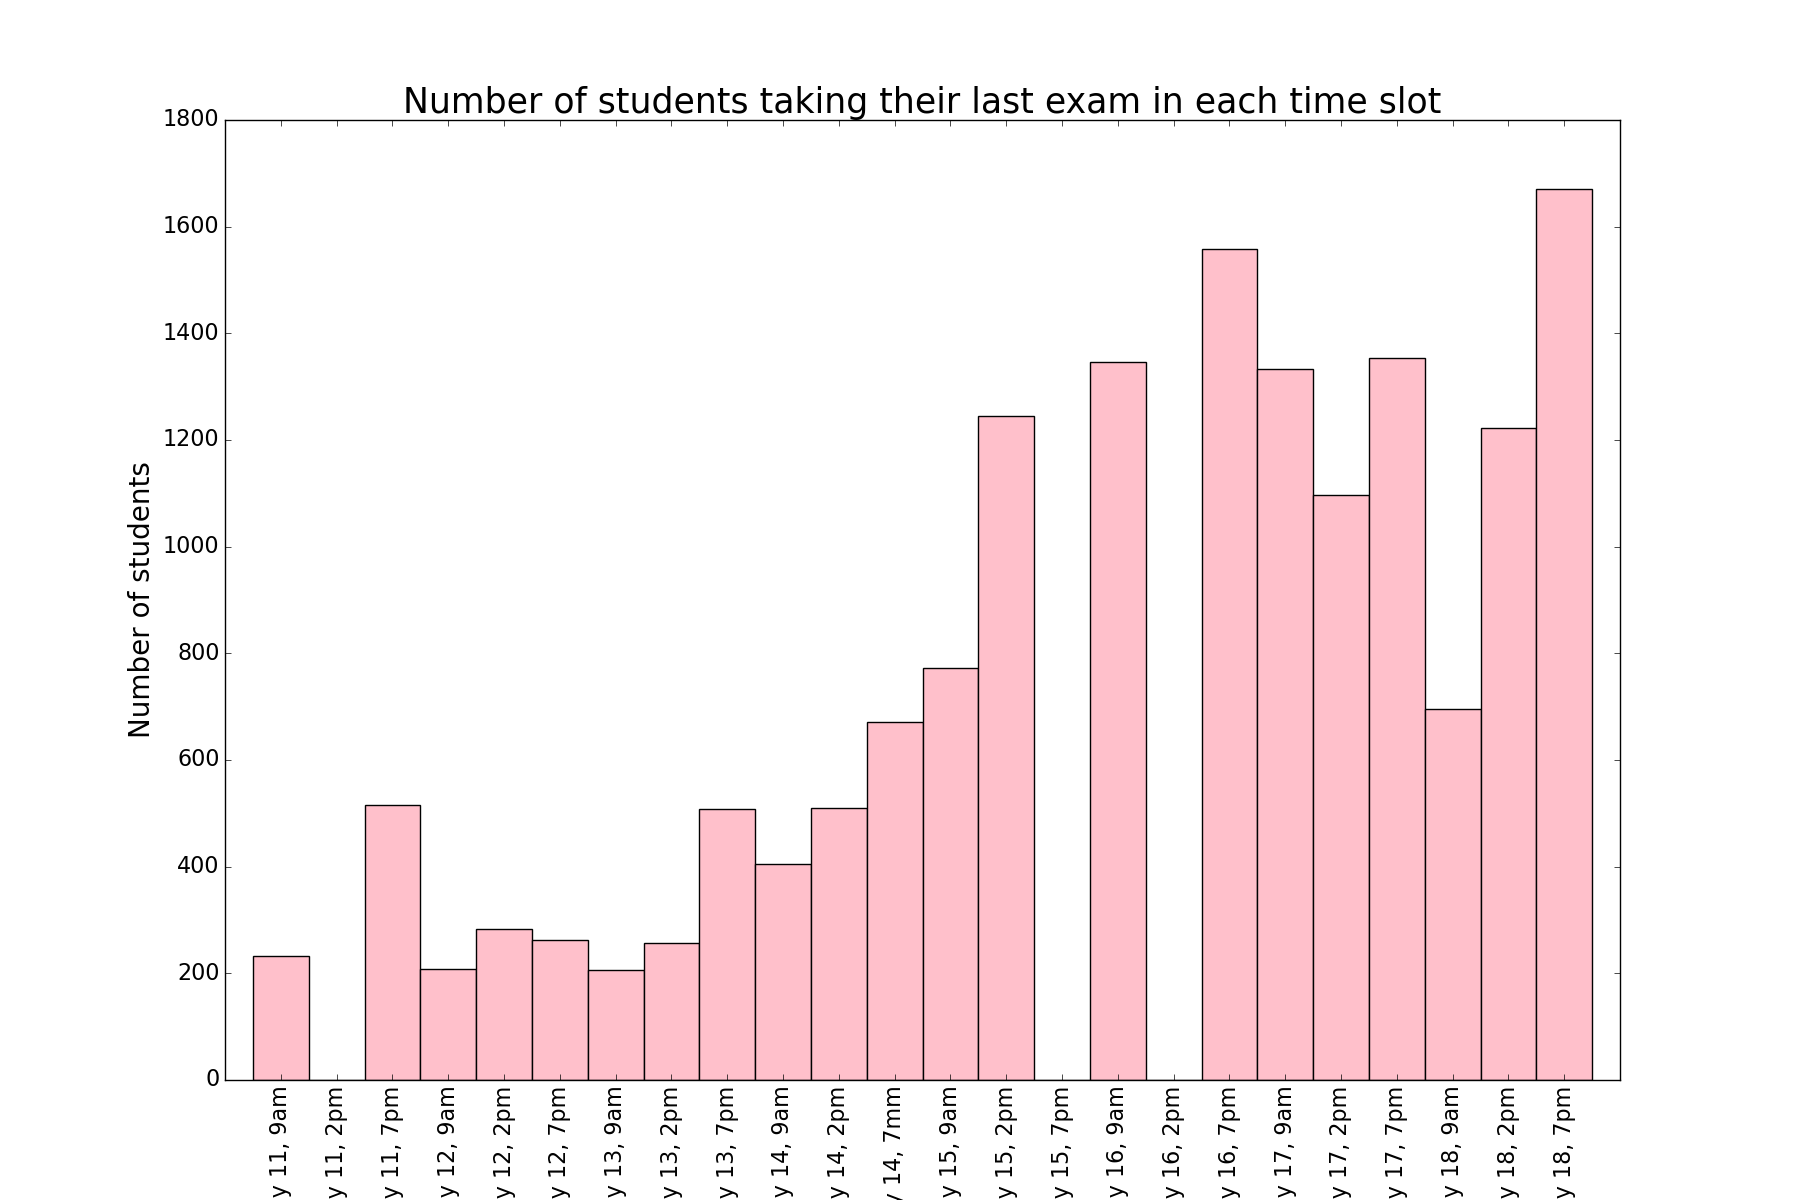 Number of students taking their last exam in each time slot
Number of students
1800
1600
1400
1200
1000
800
600
400
200
0
y 11, 9am
y 11, 2pm
y 11, 7pm
y 12, 9am
y 12, 2pm
y 12, 7pm
y 13, 9am
y 13, 2pm
y 13, 7pm
y 14, 9am
y 14, 2pm
y 14, 7mm
y 15, 9am
y 15, 2pm
y 15, 7pm
y 16, 9am
y 16, 2pm
y 16, 7pm
y 17, 9am
y 17, 2pm
y 17, 7pm
y 18, 9am
y 18, 2pm
y 18, 7pm